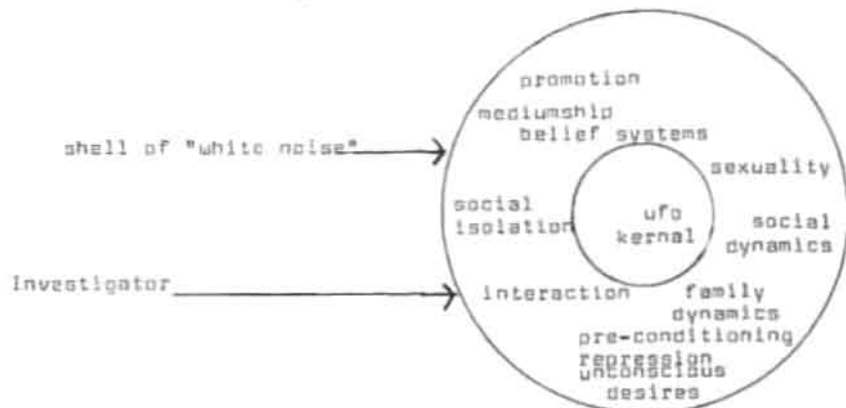 promotion
mediumship
belief systems
shell of "white noise"
sexuality
social
isolation
ufo
kernal
social
dynamics
Investigator
interaction
family
dynamics
pre-conditioning
repression
unconscious
desires